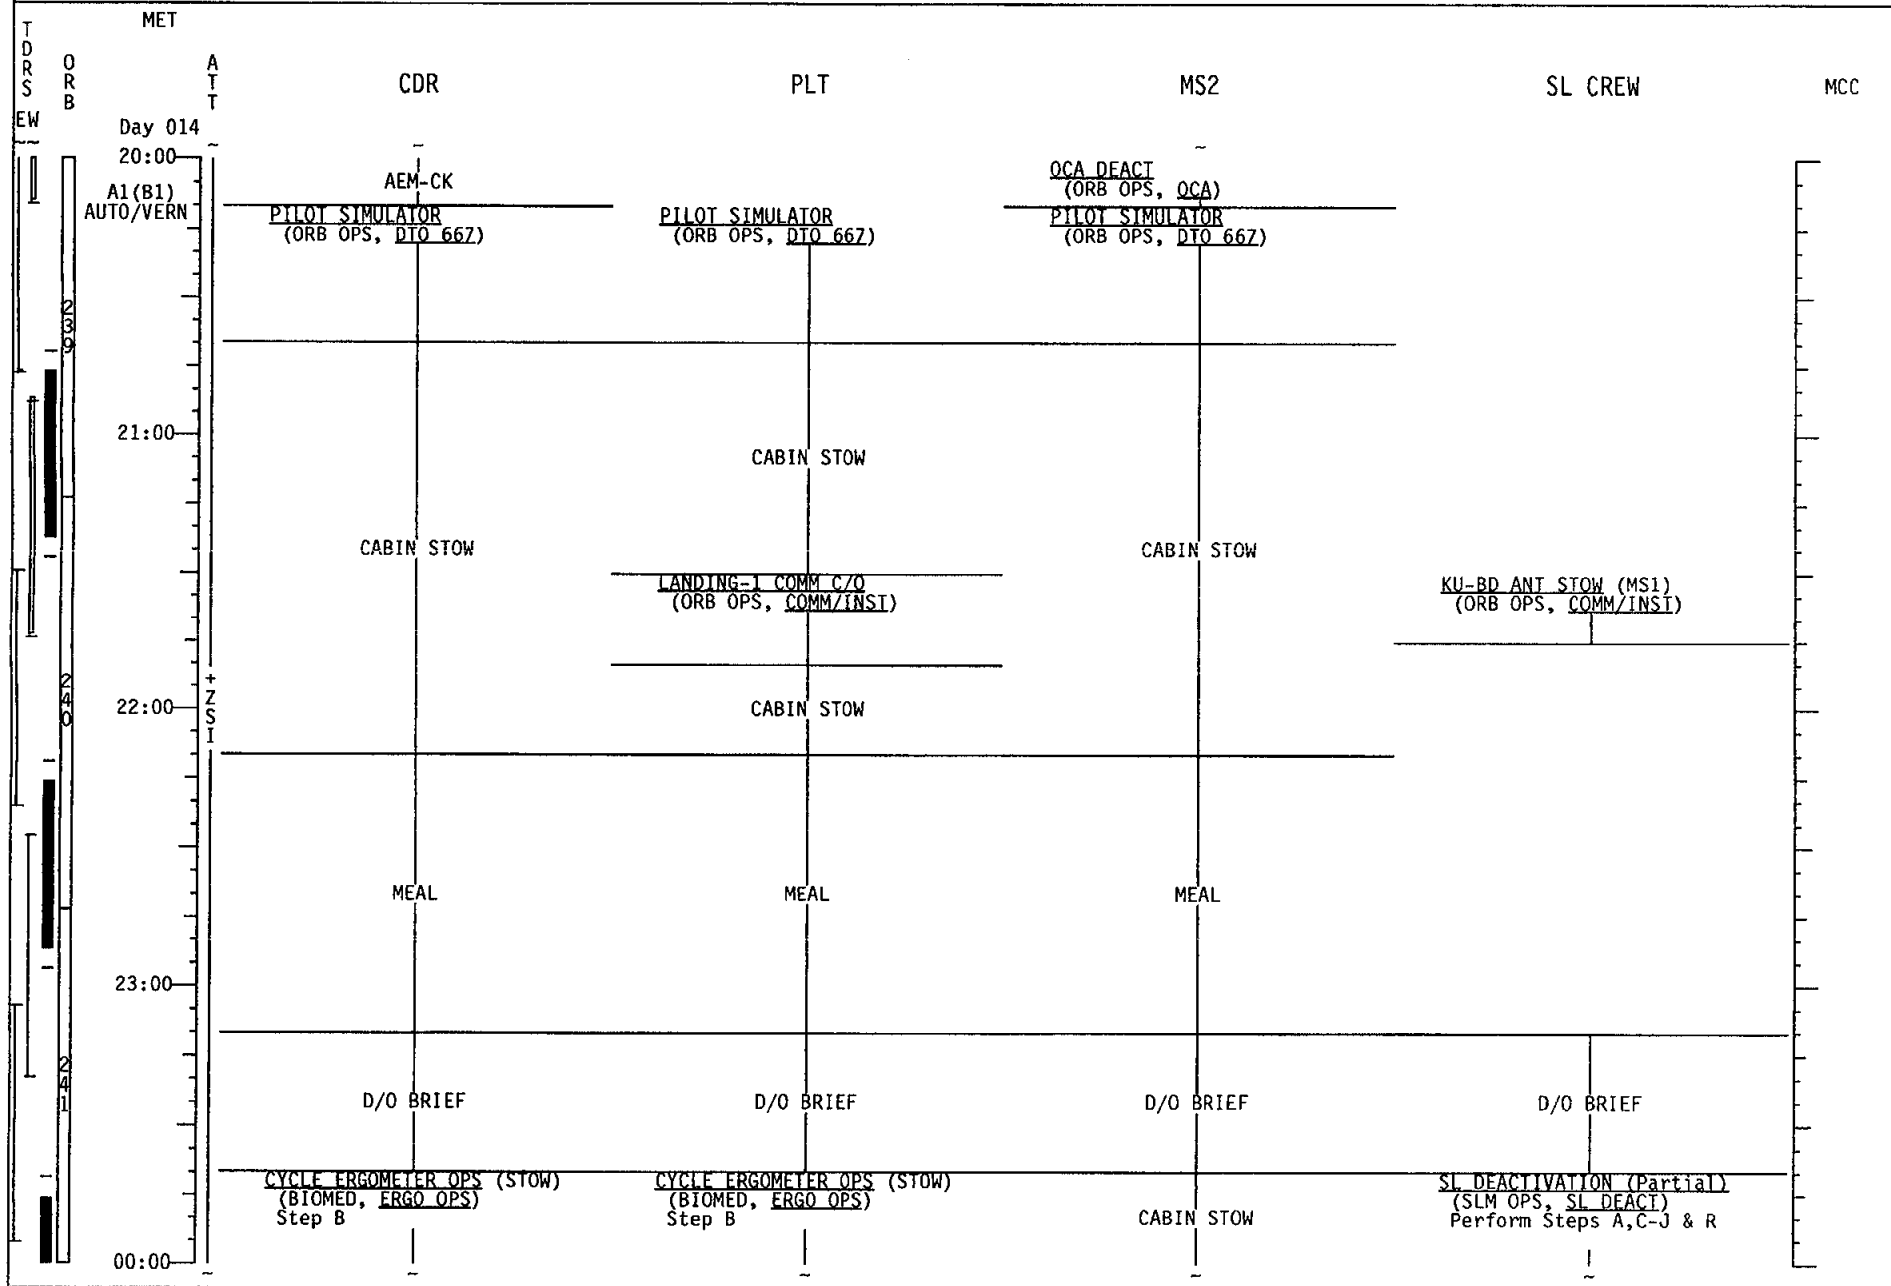 MET
TDRS
ORB
ATT
CDR
PLT
MS2
SL CREW
MCC
EW
Day 014
20:00
A1(B1)
AUTO/VERN
AEM-CK
OCA DEACT
(ORB OPS, OCA)
PILOT SIMULATOR
(ORB OPS, DTO 667)
PILOT SIMULATOR
(ORB OPS, DTO 667)
PILOT SIMULATOR
(ORB OPS, DTO 667)
239
21:00
CABIN STOW
CABIN STOW
CABIN STOW
LANDING-1 COMM C/O
(ORB OPS, COMM/INST)
KU-BD ANT STOW (MS1)
(ORB OPS, COMM/INST)
240
+ZSI
22:00
CABIN STOW
MEAL
MEAL
MEAL
23:00
241
D/O BRIEF
D/O BRIEF
D/O BRIEF
D/O BRIEF
CYCLE ERGOMETER OPS (STOW)
(BIOMED, ERGO OPS)
Step B
CYCLE ERGOMETER OPS (STOW)
(BIOMED, ERGO OPS)
Step B
CABIN STOW
SL DEACTIVATION (Partial)
(SLM OPS, SL DEACT)
Perform Steps A,C-J & R
00:00